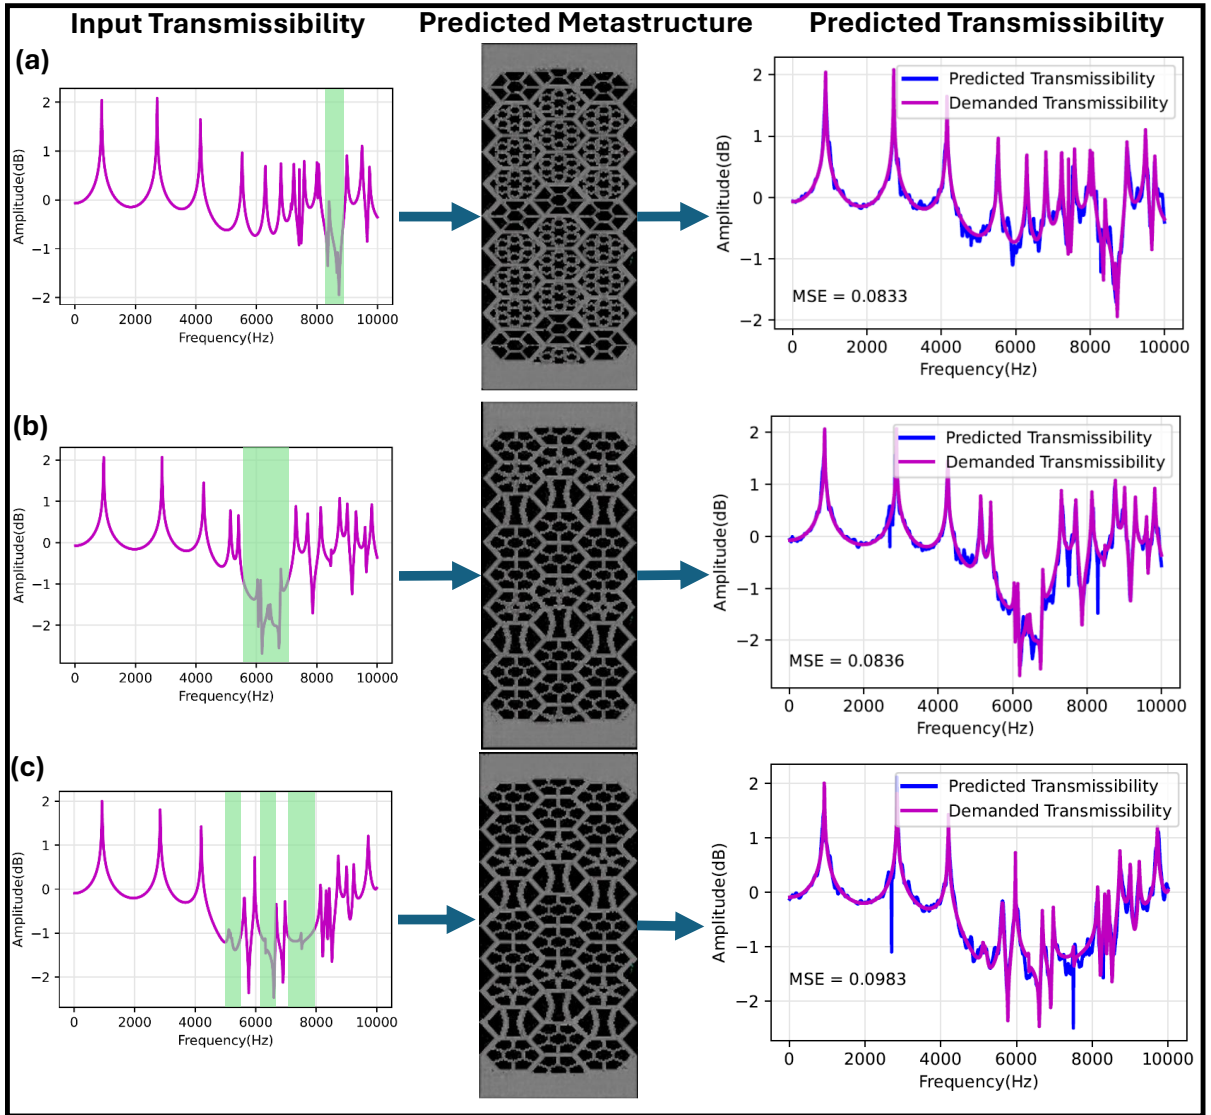 Input Transmissibility
Predicted Metastructure
Predicted Transmissibility
(a)
2
1
0
−1
−2
Amplitude(dB)
0 2000 4000 6000 8000 10000
Frequency(Hz)
2
1
0
−1
−2
Amplitude(dB)
Predicted Transmissibility
Demanded Transmissibility
MSE = 0.0833
0 2000 4000 6000 8000 10000
Frequency(Hz)
(b)
2
1
0
−1
−2
Amplitude(dB)
0 2000 4000 6000 8000 10000
Frequency(Hz)
2
1
0
−1
−2
Amplitude(dB)
Predicted Transmissibility
Demanded Transmissibility
MSE = 0.0836
0 2000 4000 6000 8000 10000
Frequency(Hz)
(c)
2
1
0
−1
−2
Amplitude(dB)
0 2000 4000 6000 8000 10000
Frequency(Hz)
2
1
0
−1
−2
Amplitude(dB)
Predicted Transmissibility
Demanded Transmissibility
MSE = 0.0983
0 2000 4000 6000 8000 10000
Frequency(Hz)